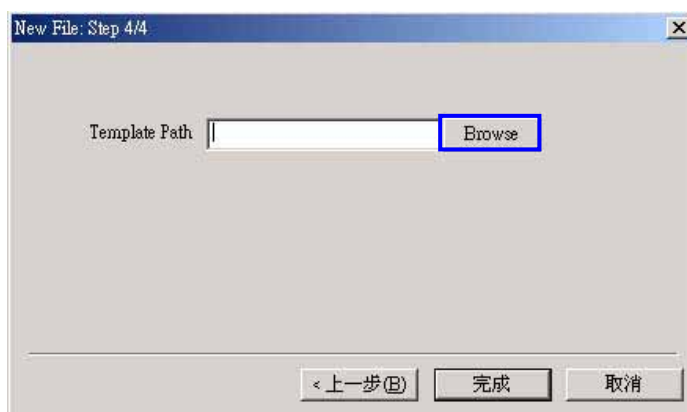 New File: Step 4/4
Template Path
Browse
< 上一步(B)
完成
取消